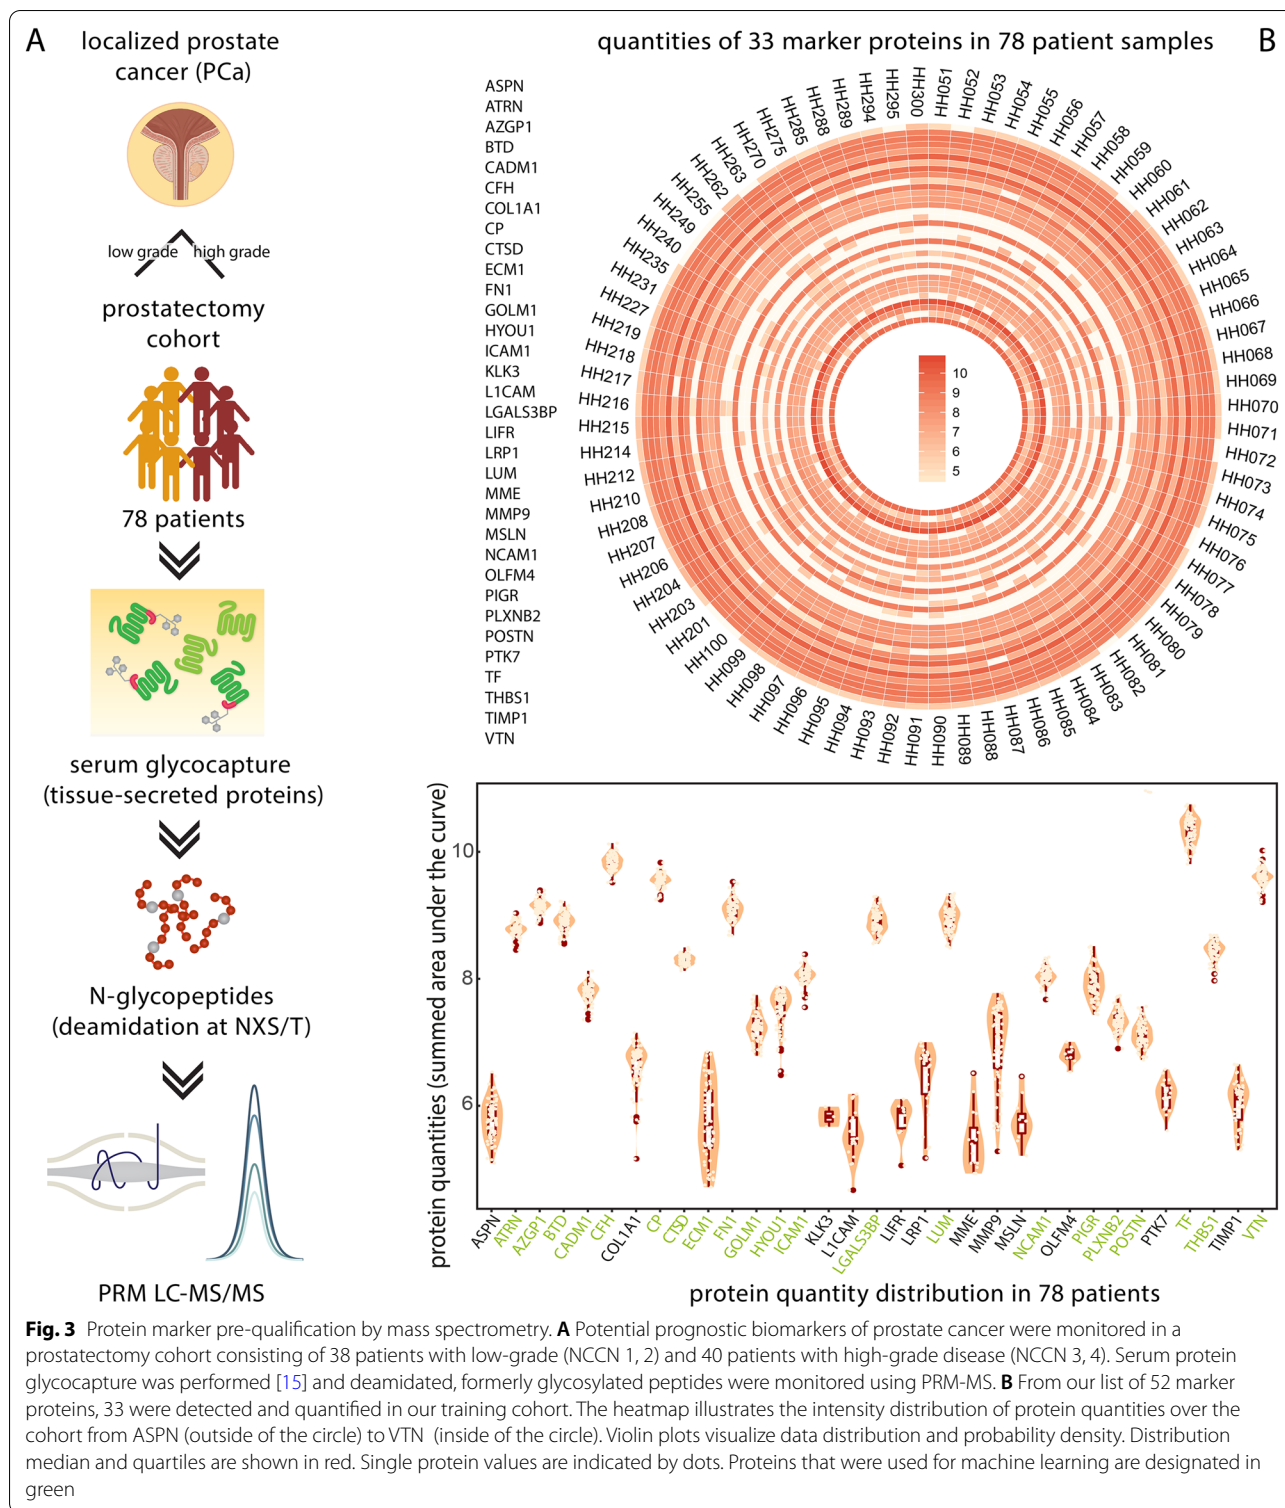 A
localized prostate
cancer (PCa)
low grade high grade
prostatectomy
cohort
78 patients
serum glycocapture
(tissue-secreted proteins)
N-glycopeptides
(deamidation at NXS/T)
PRM LC-MS/MS
quantities of 33 marker proteins in 78 patient samples
B
ASPN
ATRN
AZGP1
BTD
CADM1
CFH
COL1A1
CP
CTSD
ECM1
FN1
GOLM1
HYOU1
ICAM1
KLK3
L1CAM
LGALS3BP
LIFR
LRP1
LUM
MME
MMP9
MSLN
NCAM1
OLFM4
PIGR
PLXNB2
POSTN
PTK7
TF
THBS1
TIMP1
VTN
HH051
HH052
HH053
HH054
HH055
HH056
HH057
HH058
HH059
HH060
HH061
HH062
HH063
HH064
HH065
HH066
HH067
HH068
HH069
HH070
HH071
HH072
HH073
HH074
HH075
HH076
HH077
HH078
HH079
HH080
HH081
HH082
HH083
HH084
HH085
HH086
HH087
HH088
HH089
HH090
HH091
HH092
HH093
HH094
HH095
HH096
HH097
HH098
HH099
HH100
HH201
HH203
HH204
HH206
HH207
HH208
HH210
HH212
HH214
HH215
HH216
HH217
HH218
HH219
HH227
HH231
HH235
HH240
HH249
HH255
HH262
HH263
HH270
HH275
HH285
HH288
HH289
HH294
HH295
HH300
10
9
8
7
6
5
protein quantities (summed area under the curve)
10
8
6
ASPN
ATRN
AZGP1
BTD
CADM1
CFH
COL1A1
CP
CTSD
ECM1
FN1
GOLM1
HYOU1
ICAM1
KLK3
L1CAM
LGALS3BP
LIFR
LRP1
LUM
MME
MMP9
MSLN
NCAM1
OLFM4
PIGR
PLXNB2
POSTN
PTK7
TF
THBS1
TIMP1
VTN
protein quantity distribution in 78 patients
Fig. 3 Protein marker pre-qualification by mass spectrometry. A Potential prognostic biomarkers of prostate cancer were monitored in a
prostatectomy cohort consisting of 38 patients with low-grade (NCCN 1, 2) and 40 patients with high-grade disease (NCCN 3, 4). Serum protein
glycocapture was performed [15] and deamidated, formerly glycosylated peptides were monitored using PRM-MS. B From our list of 52 marker
proteins, 33 were detected and quantified in our training cohort. The heatmap illustrates the intensity distribution of protein quantities over the
cohort from ASPN (outside of the circle) to VTN (inside of the circle). Violin plots visualize data distribution and probability density. Distribution
median and quartiles are shown in red. Single protein values are indicated by dots. Proteins that were used for machine learning are designated in
green